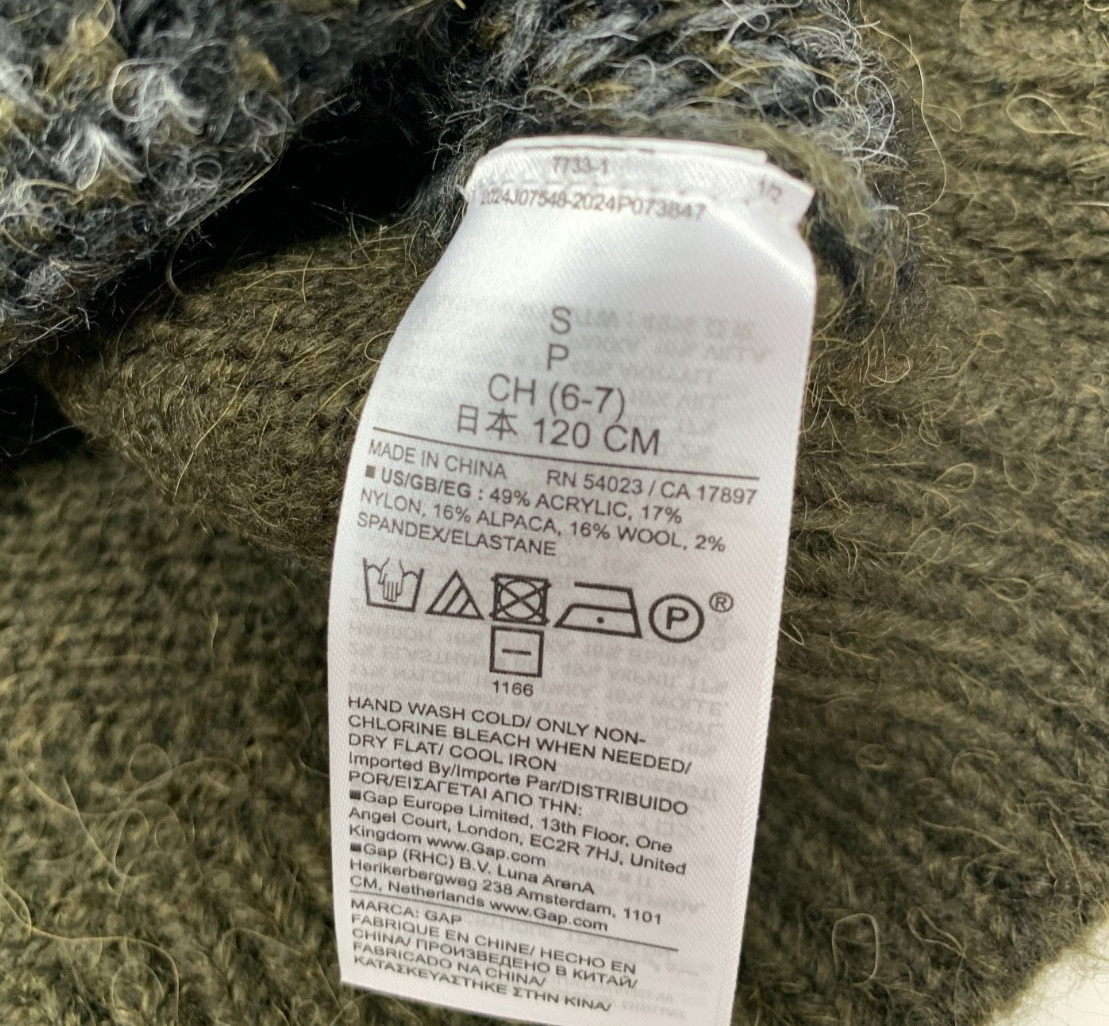 7733-1
1/2
2024J07548-2024P073847
S
P
CH (6-7)
日本 120 CM
MADE IN CHINA RN 54023 / CA 17897
■ US/GB/EG : 49% ACRYLIC, 17%
NYLON, 16% ALPACA, 16% WOOL, 2%
SPANDEX/ELASTANE
P ®
1166
HAND WASH COLD/ ONLY NON-
CHLORINE BLEACH WHEN NEEDED/
DRY FLAT/ COOL IRON
Imported By/Importe Par/DISTRIBUIDO
POR/ΕΙΣΑΓΕΤΑΙ ΑΠΟ ΤΗΝ:
■Gap Europe Limited, 13th Floor, One
Angel Court, London, EC2R 7HJ, United
Kingdom www.Gap.com
■Gap (RHC) B.V. Luna ArenA
Herikerbergweg 238 Amsterdam, 1101
CM, Netherlands www.Gap.com
MARCA: GAP
FABRIQUE EN CHINE/ HECHO EN
CHINA/ ПРОИЗВЕДЕНО В КИТАЙ/
FABRICADO NA CHINA/
ΚΑΤΑΣΚΕΥΑΣΤΗΚΕ ΣΤΗΝ ΚΙΝΑ/